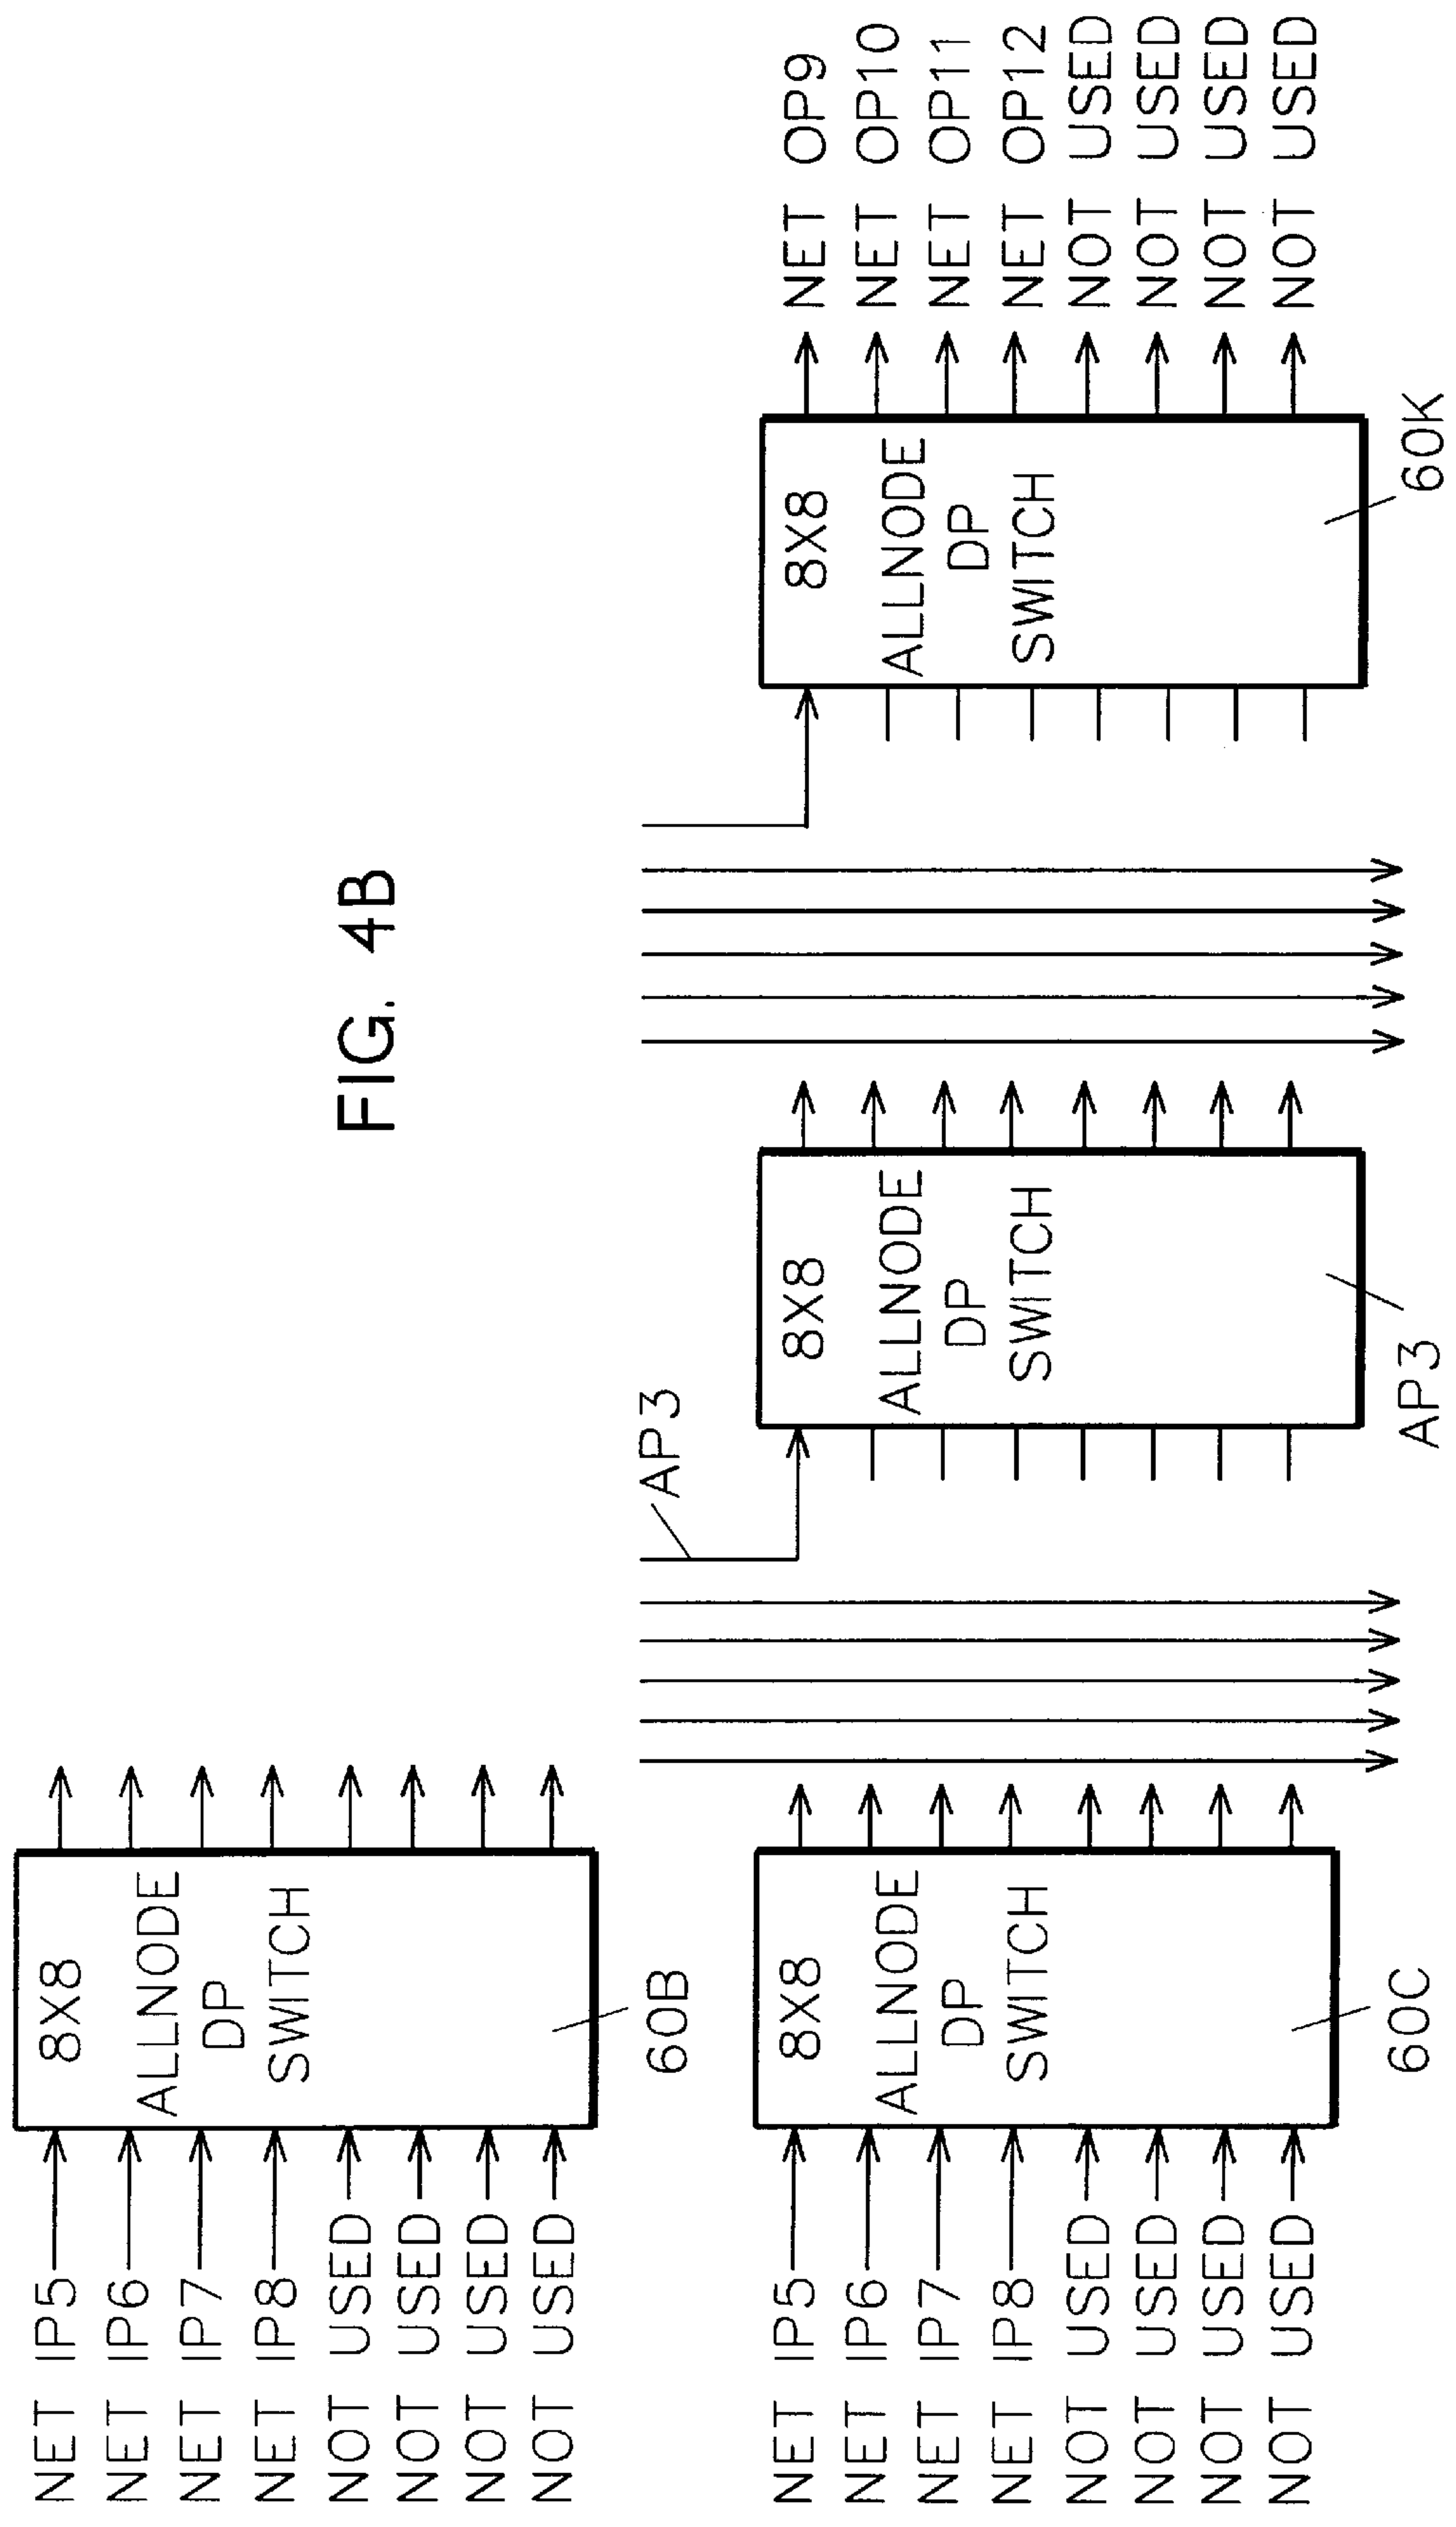 FIG. 4B
NET IP5
NET IP6
NET IP7
NET IP8
NOT USED
NOT USED
NOT USED
NOT USED
8X8
ALLNODE
DP
SWITCH
60B
NET IP5
NET IP6
NET IP7
NET IP8
NOT USED
NOT USED
NOT USED
NOT USED
8X8
ALLNODE
DP
SWITCH
60C
AP3
8X8
ALLNODE
DP
SWITCH
AP3
8X8
ALLNODE
DP
SWITCH
60K
NET OP9
NET OP10
NET OP11
NET OP12
NOT USED
NOT USED
NOT USED
NOT USED